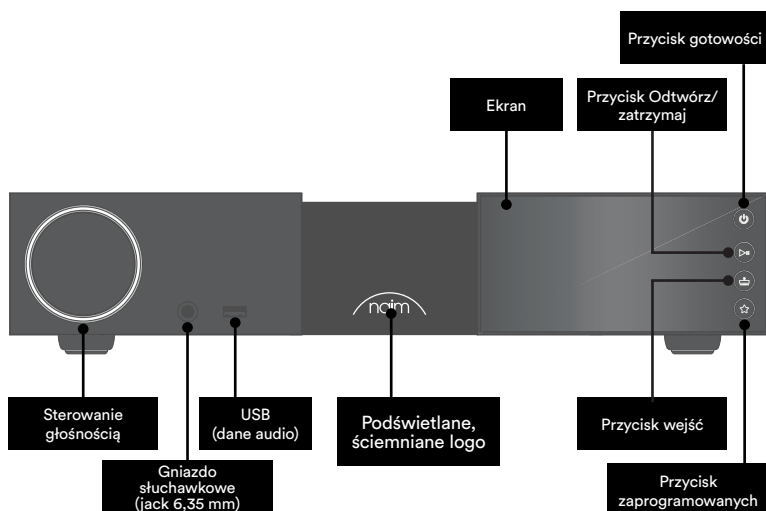 Przycisk gotowości
Ekran
Przycisk Odtwórz/
zatrzymaj
naim
Sterowanie
głośnością
USB
(dane audio)
Podświetlane,
ściemniane logo
Przycisk wejść
Gniazdo
słuchawkowe
(jack 6,35 mm)
Przycisk
zaprogramowanych